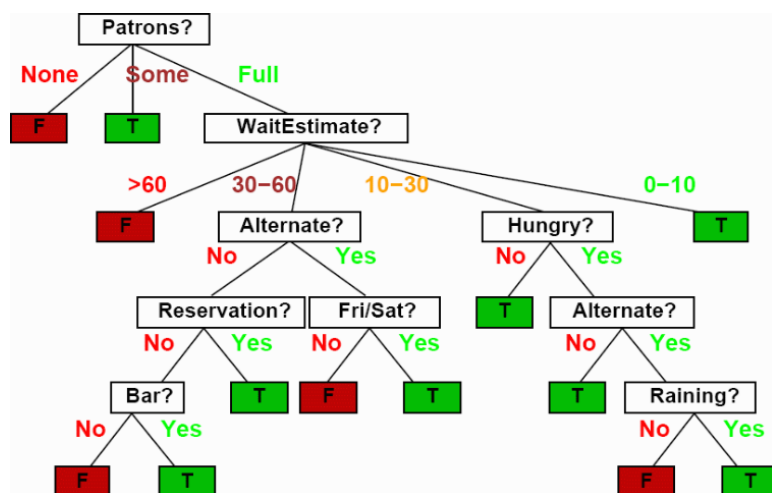 Patrons?
None Some Full
F T WaitEstimate?
>60 30−60 10−30 0−10
F Alternate? Hungry? T
No Yes No Yes
Reservation? Fri/Sat? T Alternate?
No Yes No Yes No Yes
Bar? T F T T Raining?
No Yes No Yes
F T F T